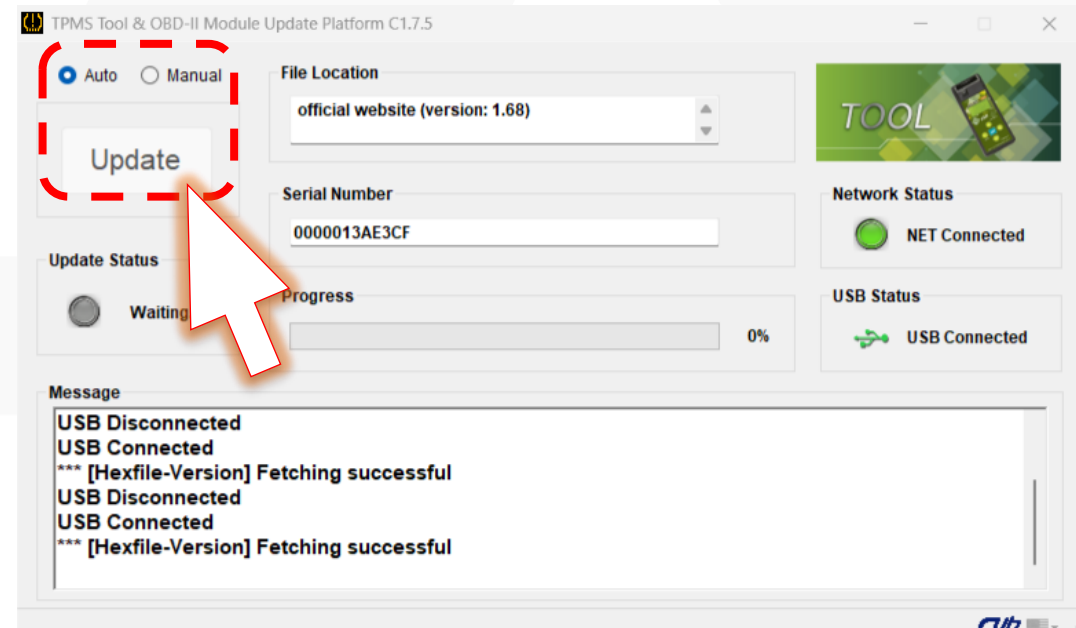 TPMS Tool & OBD-II Module Update Platform C1.7.5
Auto
Manual
Update
File Location
official website (version: 1.68)
TOOL
Serial Number
0000013AE3CF
Network Status
NET Connected
Update Status
Waiting
Progress
0%
USB Status
USB Connected
Message
USB Disconnected
USB Connected
*** [Hexfile-Version] Fetching successful
USB Disconnected
USB Connected
*** [Hexfile-Version] Fetching successful